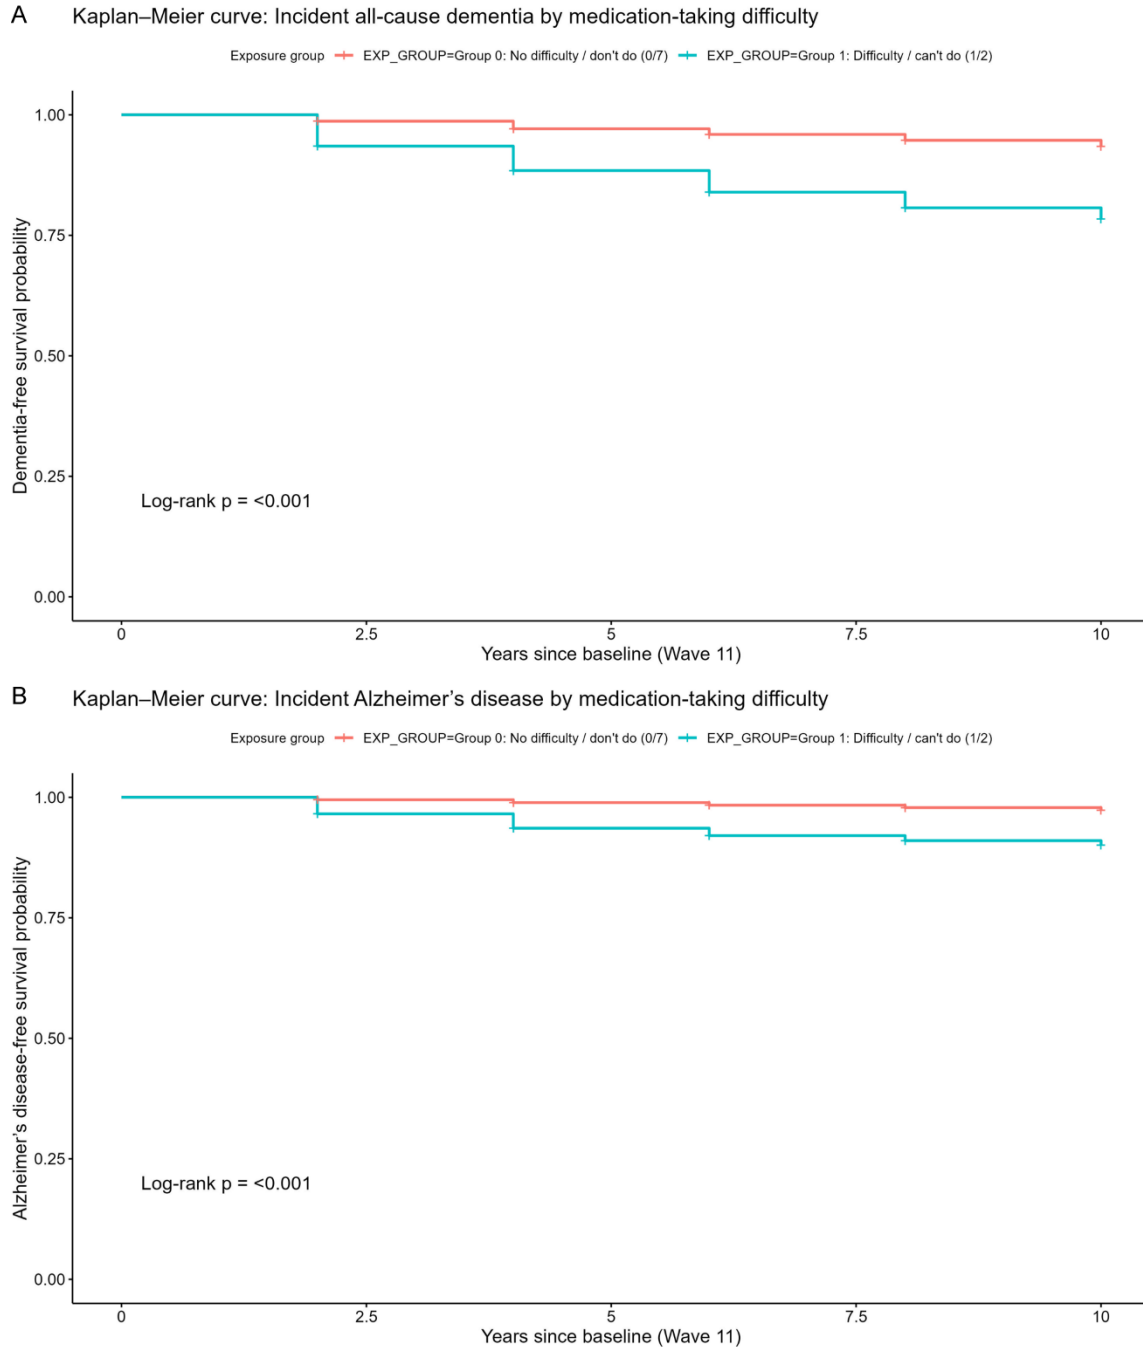 A Kaplan–Meier curve: Incident all-cause dementia by medication-taking difficulty
Exposure group EXP_GROUP=Group 0: No difficulty / don't do (0/7) EXP_GROUP=Group 1: Difficulty / can't do (1/2)
Dementia-free survival probability
1.00
0.75
0.50
0.25
0.00
Log-rank p = <0.001
0 2.5 5 7.5 10
Years since baseline (Wave 11)
B Kaplan–Meier curve: Incident Alzheimer’s disease by medication-taking difficulty
Exposure group EXP_GROUP=Group 0: No difficulty / don't do (0/7) EXP_GROUP=Group 1: Difficulty / can't do (1/2)
Alzheimer’s disease-free survival probability
1.00
0.75
0.50
0.25
0.00
Log-rank p = <0.001
0 2.5 5 7.5 10
Years since baseline (Wave 11)